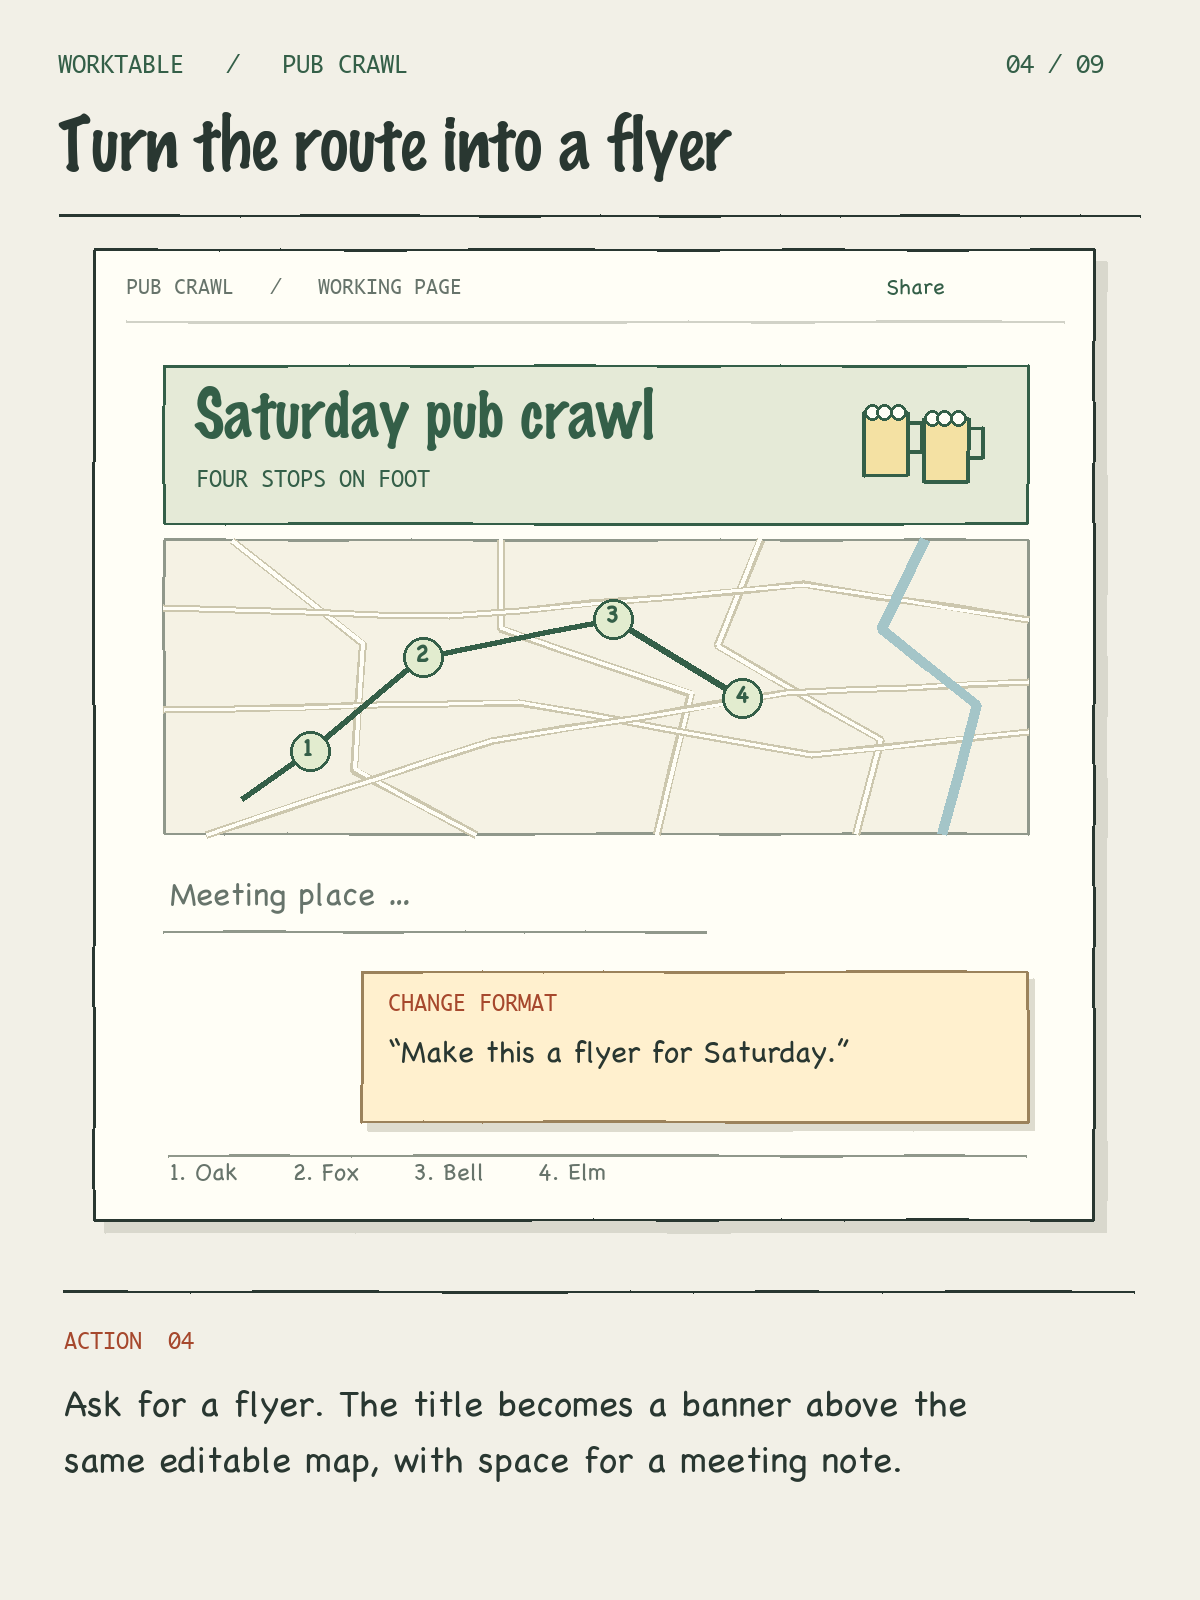 WORKTABLE / PUB CRAWL 04 / 09
Turn the route into a flyer
PUB CRAWL / WORKING PAGE Share
Saturday pub crawl
FOUR STOPS ON FOOT
3
2
4
1
Meeting place ...
CHANGE FORMAT
“Make this a flyer for Saturday.”
1. Oak 2. Fox 3. Bell 4. Elm
ACTION 04
Ask for a flyer. The title becomes a banner above the
same editable map, with space for a meeting note.